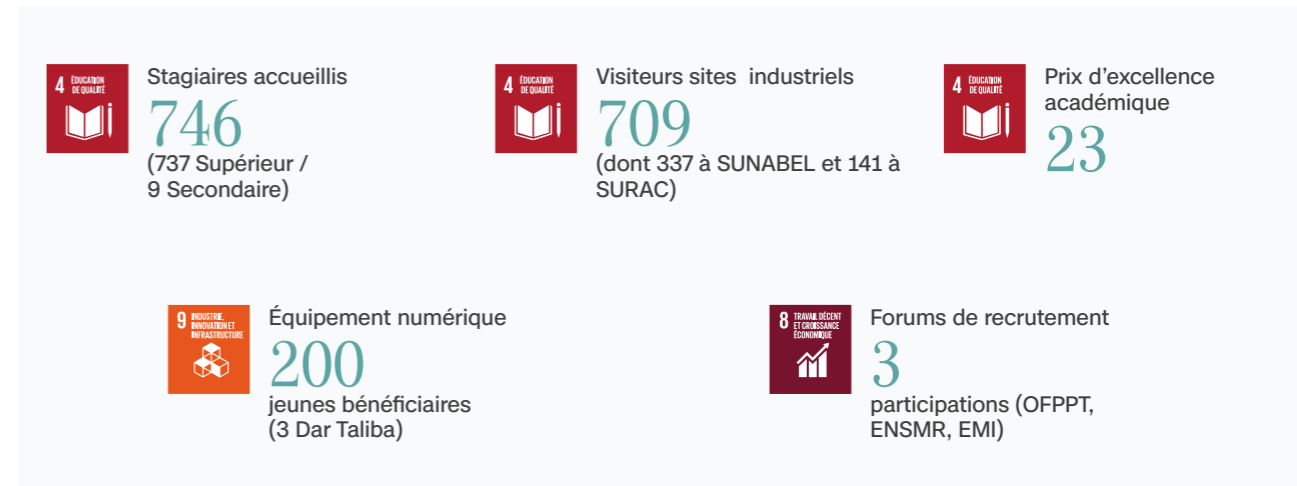 4 ÉDUCATION
DE QUALITÉ
Stagiaires accueillis
746
(737 Supérieur /
9 Secondaire)
4 ÉDUCATION
DE QUALITÉ
Visiteurs sites industriels
709
(dont 337 à SUNABEL et 141 à
SURAC)
4 ÉDUCATION
DE QUALITÉ
Prix d’excellence
académique
23
9 INDUSTRIE,
INNOVATION ET
INFRASTRUCTURE
Équipement numérique
200
jeunes bénéficiaires
(3 Dar Taliba)
8 TRAVAIL DÉCENT
ET CROISSANCE
ÉCONOMIQUE
Forums de recrutement
3
participations (OFPPT,
ENSMR, EMI)